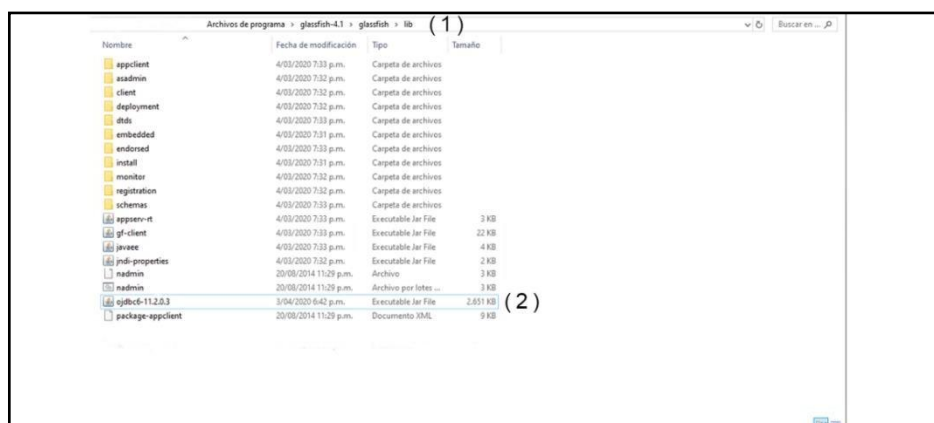 Archivos de programa > glassfish-4.1 > glassfish > lib (1) Buscar en ...
Nombre Fecha de modificación Tipo Tamaño
appclient 4/03/2020 7:33 p.m. Carpeta de archivos
asadmin 4/03/2020 7:32 p.m. Carpeta de archivos
client 4/03/2020 7:32 p.m. Carpeta de archivos
deployment 4/03/2020 7:32 p.m. Carpeta de archivos
dtds 4/03/2020 7:33 p.m. Carpeta de archivos
embedded 4/03/2020 7:31 p.m. Carpeta de archivos
endorsed 4/03/2020 7:33 p.m. Carpeta de archivos
install 4/03/2020 7:31 p.m. Carpeta de archivos
monitor 4/03/2020 7:32 p.m. Carpeta de archivos
registration 4/03/2020 7:32 p.m. Carpeta de archivos
schemas 4/03/2020 7:33 p.m. Carpeta de archivos
appserv-rt 4/03/2020 7:33 p.m. Executable Jar File 3 KB
gf-client 4/03/2020 7:33 p.m. Executable Jar File 22 KB
javaee 4/03/2020 7:33 p.m. Executable Jar File 4 KB
jndi-properties 4/03/2020 7:32 p.m. Executable Jar File 2 KB
nadmin 20/08/2014 11:29 p.m. Archivo 3 KB
nadmin 20/08/2014 11:29 p.m. Archivo por lotes ... 3 KB
ojdbc6-11.2.0.3 3/04/2020 6:42 p.m. Executable Jar File 2.651 KB (2)
package-appclient 20/08/2014 11:29 p.m. Documento XML 9 KB